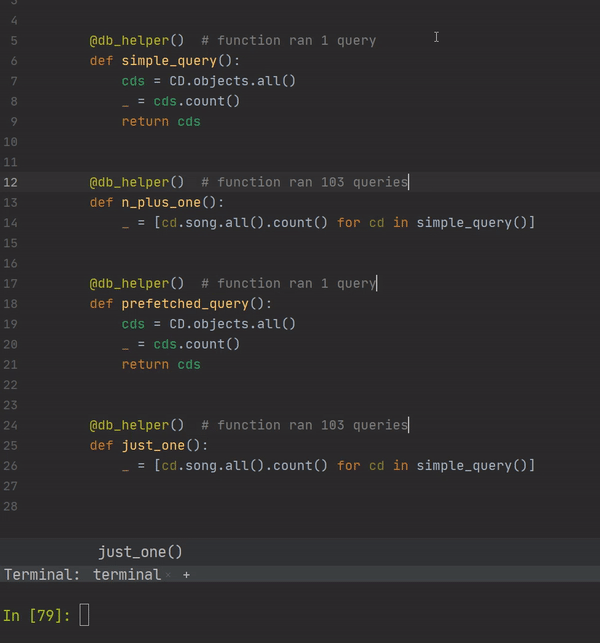 3
4
5 @db_helper()  # function ran 1 query
6 def simple_query():
7     cds = CD.objects.all()
8     _ = cds.count()
9     return cds
10
11
12 @db_helper()  # function ran 103 queries
13 def n_plus_one():
14     _ = [cd.song.all().count() for cd in simple_query()]
15
16
17 @db_helper()  # function ran 1 query
18 def prefetched_query():
19     cds = CD.objects.all()
20     _ = cds.count()
21     return cds
22
23
24 @db_helper()  # function ran 103 queries
25 def just_one():
26     _ = [cd.song.all().count() for cd in simple_query()]
27
28
just_one()
Terminal: terminal × +
In [79]: